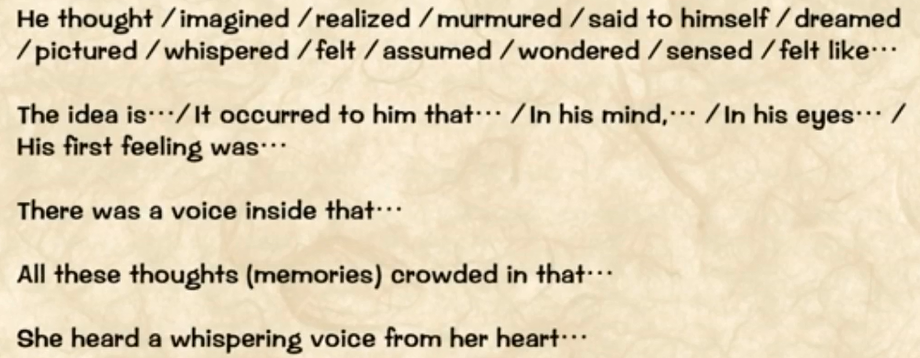 He thought /imagined /realized /murmured /said to himself /dreamed
/pictured /whispered /felt /assumed /wondered /sensed /felt like···
The idea is···/It occurred to him that··· /In his mind,··· /In his eyes··· /
His first feeling was···
There was a voice inside that···
All these thoughts (memories) crowded in that···
She heard a whispering voice from her heart···